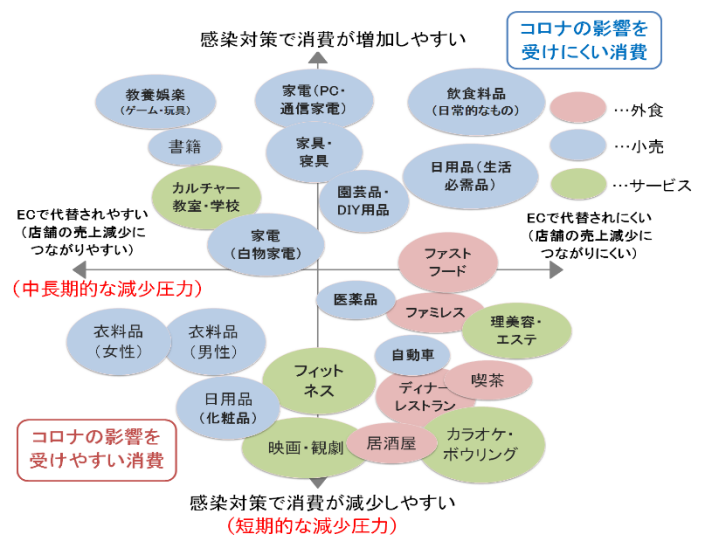 感染対策で消費が増加しやすい
コロナの影響を
受けにくい消費
教養娯楽
(ゲーム・玩具)
家電(PC・
通信家電)
飲食料品
(日常的なもの)
…外食
書籍
家具・
寝具
…小売
日用品(生活
必需品)
カルチャー
教室・学校
園芸品・
DIY用品
…サービス
ECで代替されやすい
(店舗の売上減少に
つながりやすい)
家電
(白物家電)
ECで代替されにくい
(店舗の売上減少に
つながりにくい)
ファスト
フード
(中長期的な減少圧力)
医薬品
ファミレス
理美容・
エステ
衣料品
(女性)
衣料品
(男性)
自動車
フィット
ネス
ディナー
レストラン
喫茶
日用品
(化粧品)
コロナの影響を
受けやすい消費
映画・観劇
居酒屋
カラオケ・
ボウリング
感染対策で消費が減少しやすい
(短期的な減少圧力)